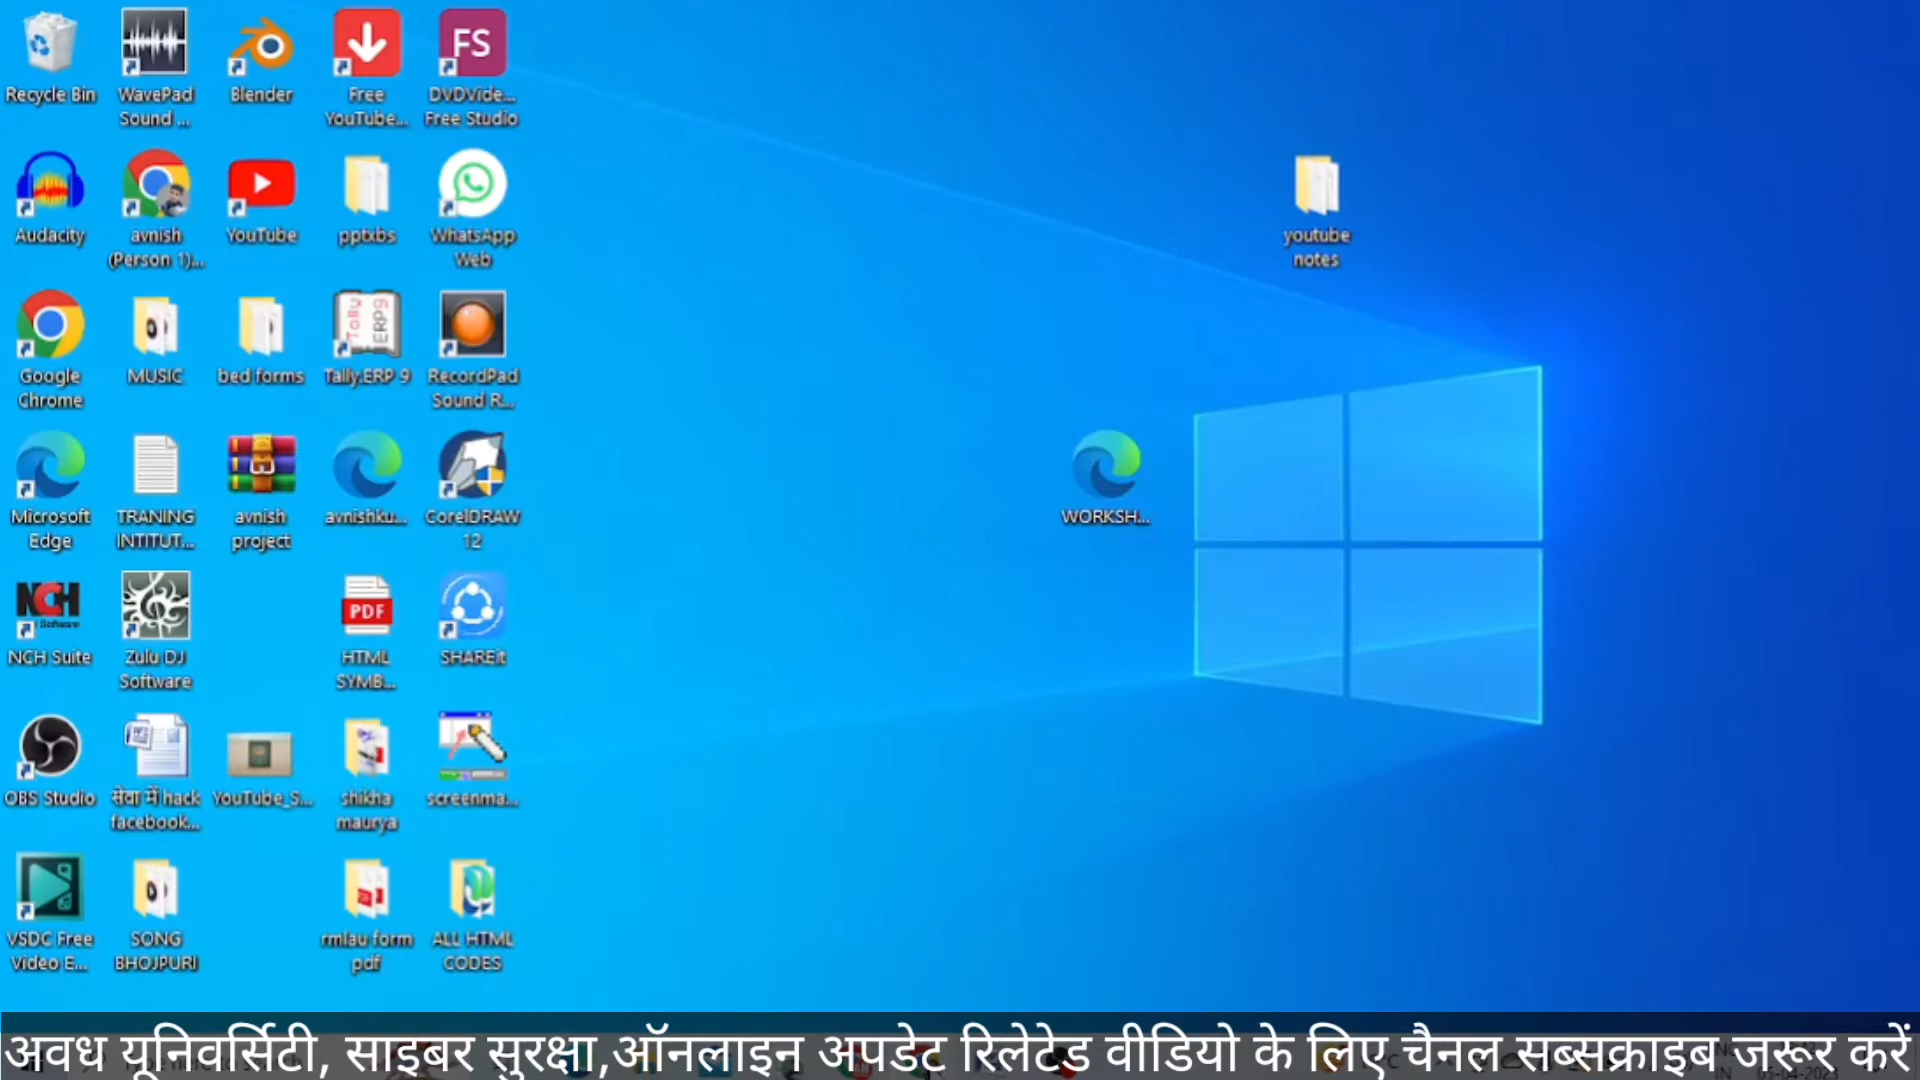 Recycle Bin
WavePad
Sound ...
Blender
Free
YouTube...
FS
DVDVide...
Free Studio
Audacity
avnish
(Person 1)...
YouTube
pptxbs
WhatsApp
Web
youtube
notes
Google
Chrome
MUSIC
bed forms
Tally
ERP9
Tally.ERP 9
RecordPad
Sound R...
Microsoft
Edge
TRANING
INTITUT...
avnish
project
avnishku...
CorelDRAW
12
WORKSH...
NCH
Software
NCH Suite
Zulu DJ
Software
PDF
HTML
SYMB...
SHAREit
OBS Studio
सेवा में hack
facebook...
YouTube_S...
shikha
maurya
screenma...
VSDC Free
Video E...
SONG
BHOJPURI
rmlau form
pdf
ALL HTML
CODES
अवध यूनिवर्सिटी, साइबर सुरक्षा,ऑनलाइन अपडेट रिलेटेड वीडियो के लिए चैनल सब्सक्राइब जरूर करें